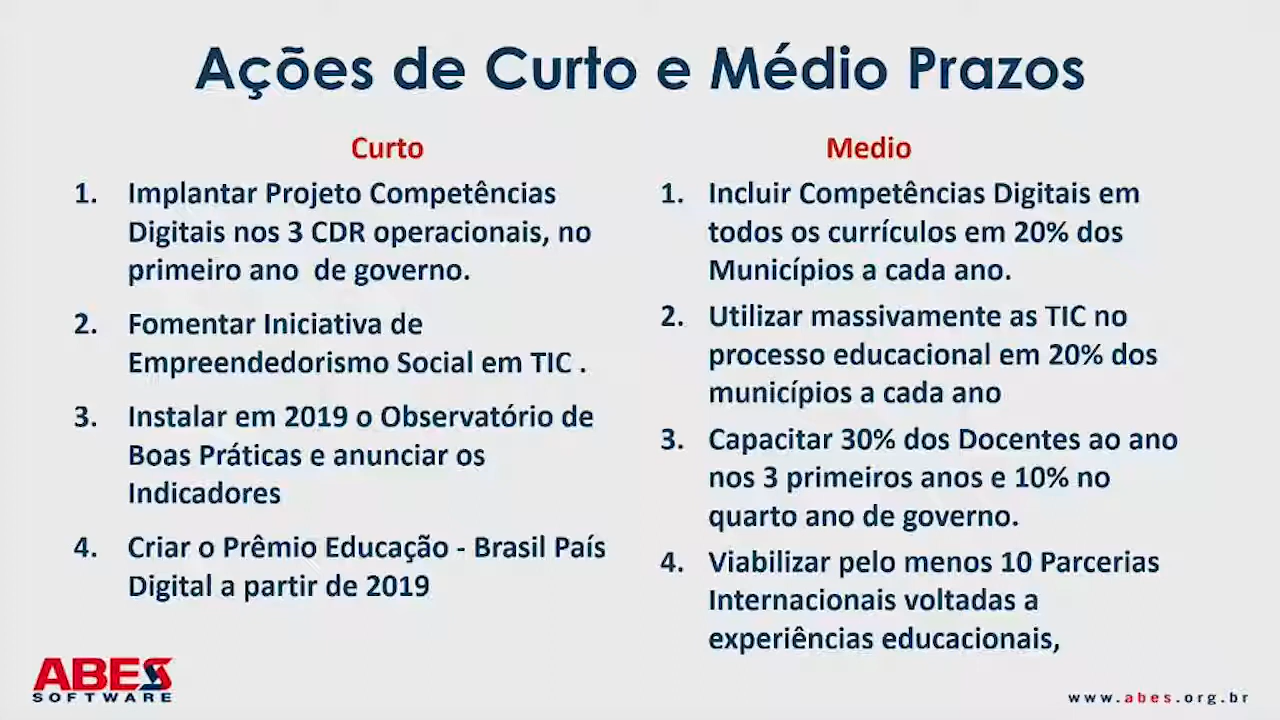 Ações de Curto e Médio Prazos
Curto
1. Implantar Projeto Competências
Digitais nos 3 CDR operacionais, no
primeiro ano de governo.
2. Fomentar Iniciativa de
Empreendedorismo Social em TIC .
3. Instalar em 2019 o Observatório de
Boas Práticas e anunciar os
Indicadores
4. Criar o Prêmio Educação - Brasil País
Digital a partir de 2019
Medio
1. Incluir Competências Digitais em
todos os currículos em 20% dos
Municípios a cada ano.
2. Utilizar massivamente as TIC no
processo educacional em 20% dos
municípios a cada ano
3. Capacitar 30% dos Docentes ao ano
nos 3 primeiros anos e 10% no
quarto ano de governo.
4. Viabilizar pelo menos 10 Parcerias
Internacionais voltadas a
experiências educacionais,
ABES
SOFTWARE
www.abes.org.br